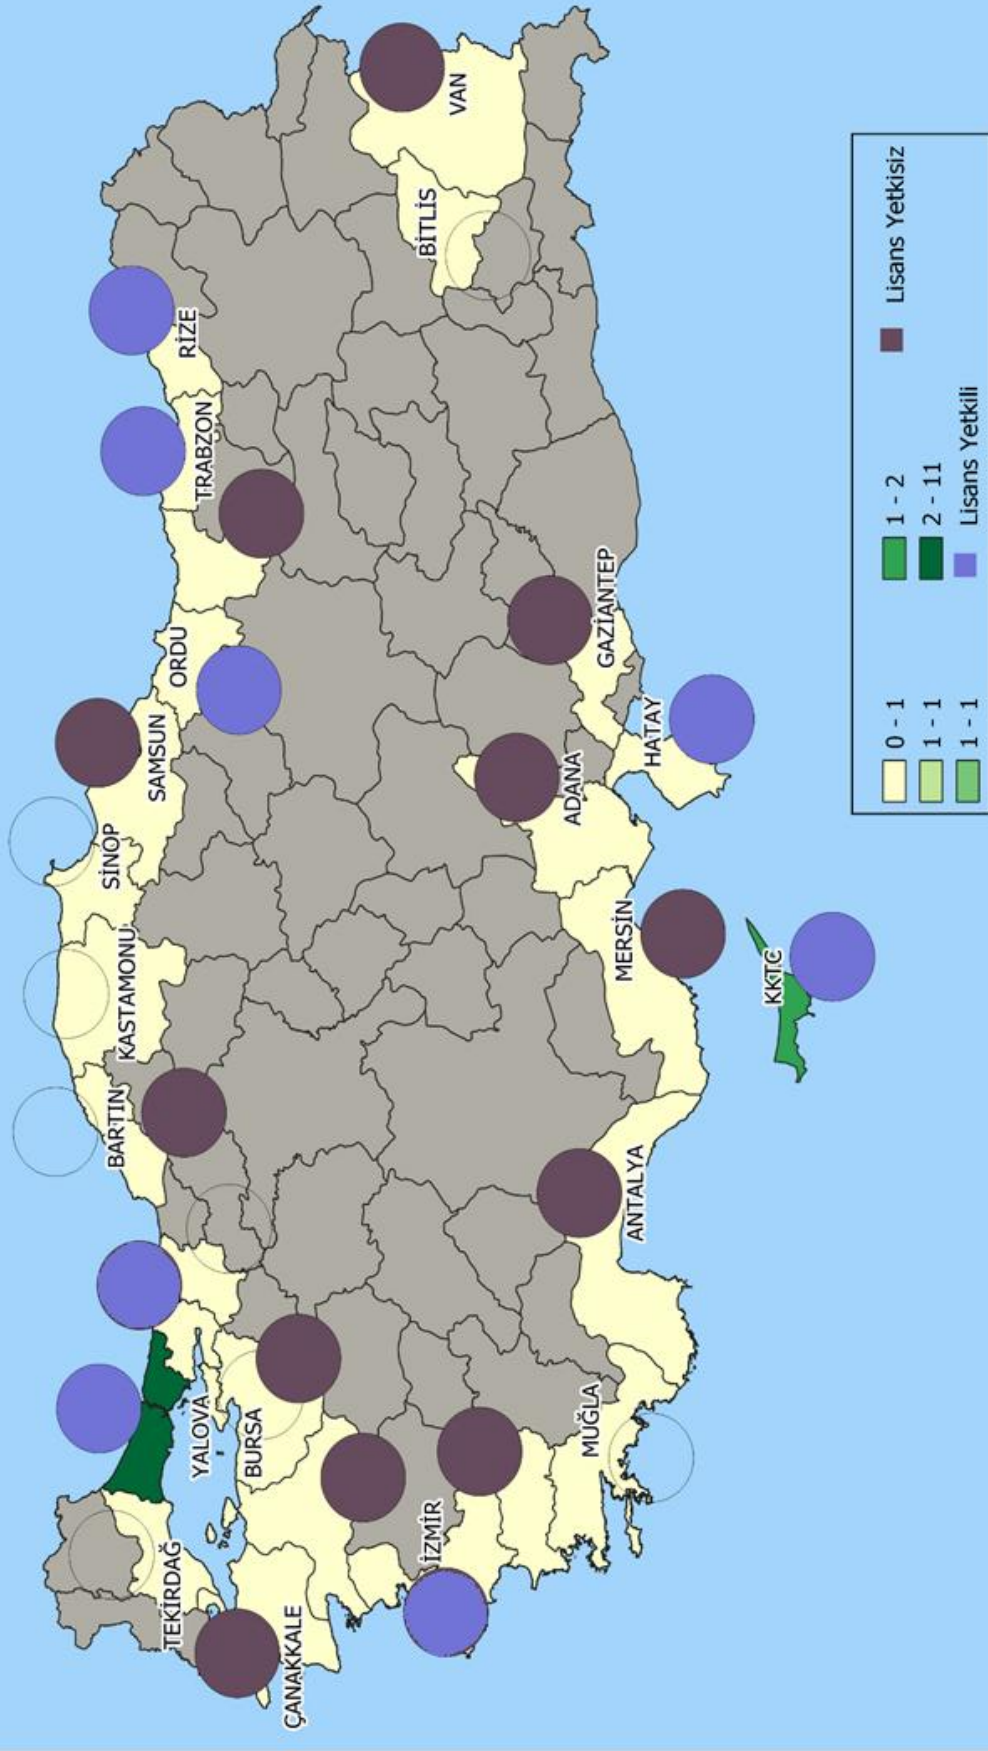 SİNOP
KASTAMONU
BARTIN
SAMSUN
ORDU
TRABZON
RİZE
TEKİRDAĞ
YALOVA
BURSA
ÇANAKKALE
İZMİR
MUĞLA
ANTALYA
MERSİN
ADANA
HATAY
GAZİANTEP
BİTLİS
VAN
KKTC
0 - 1
1 - 1
1 - 1
1 - 2
2 - 11
Lisans Yetkili
Lisans Yetkisiz